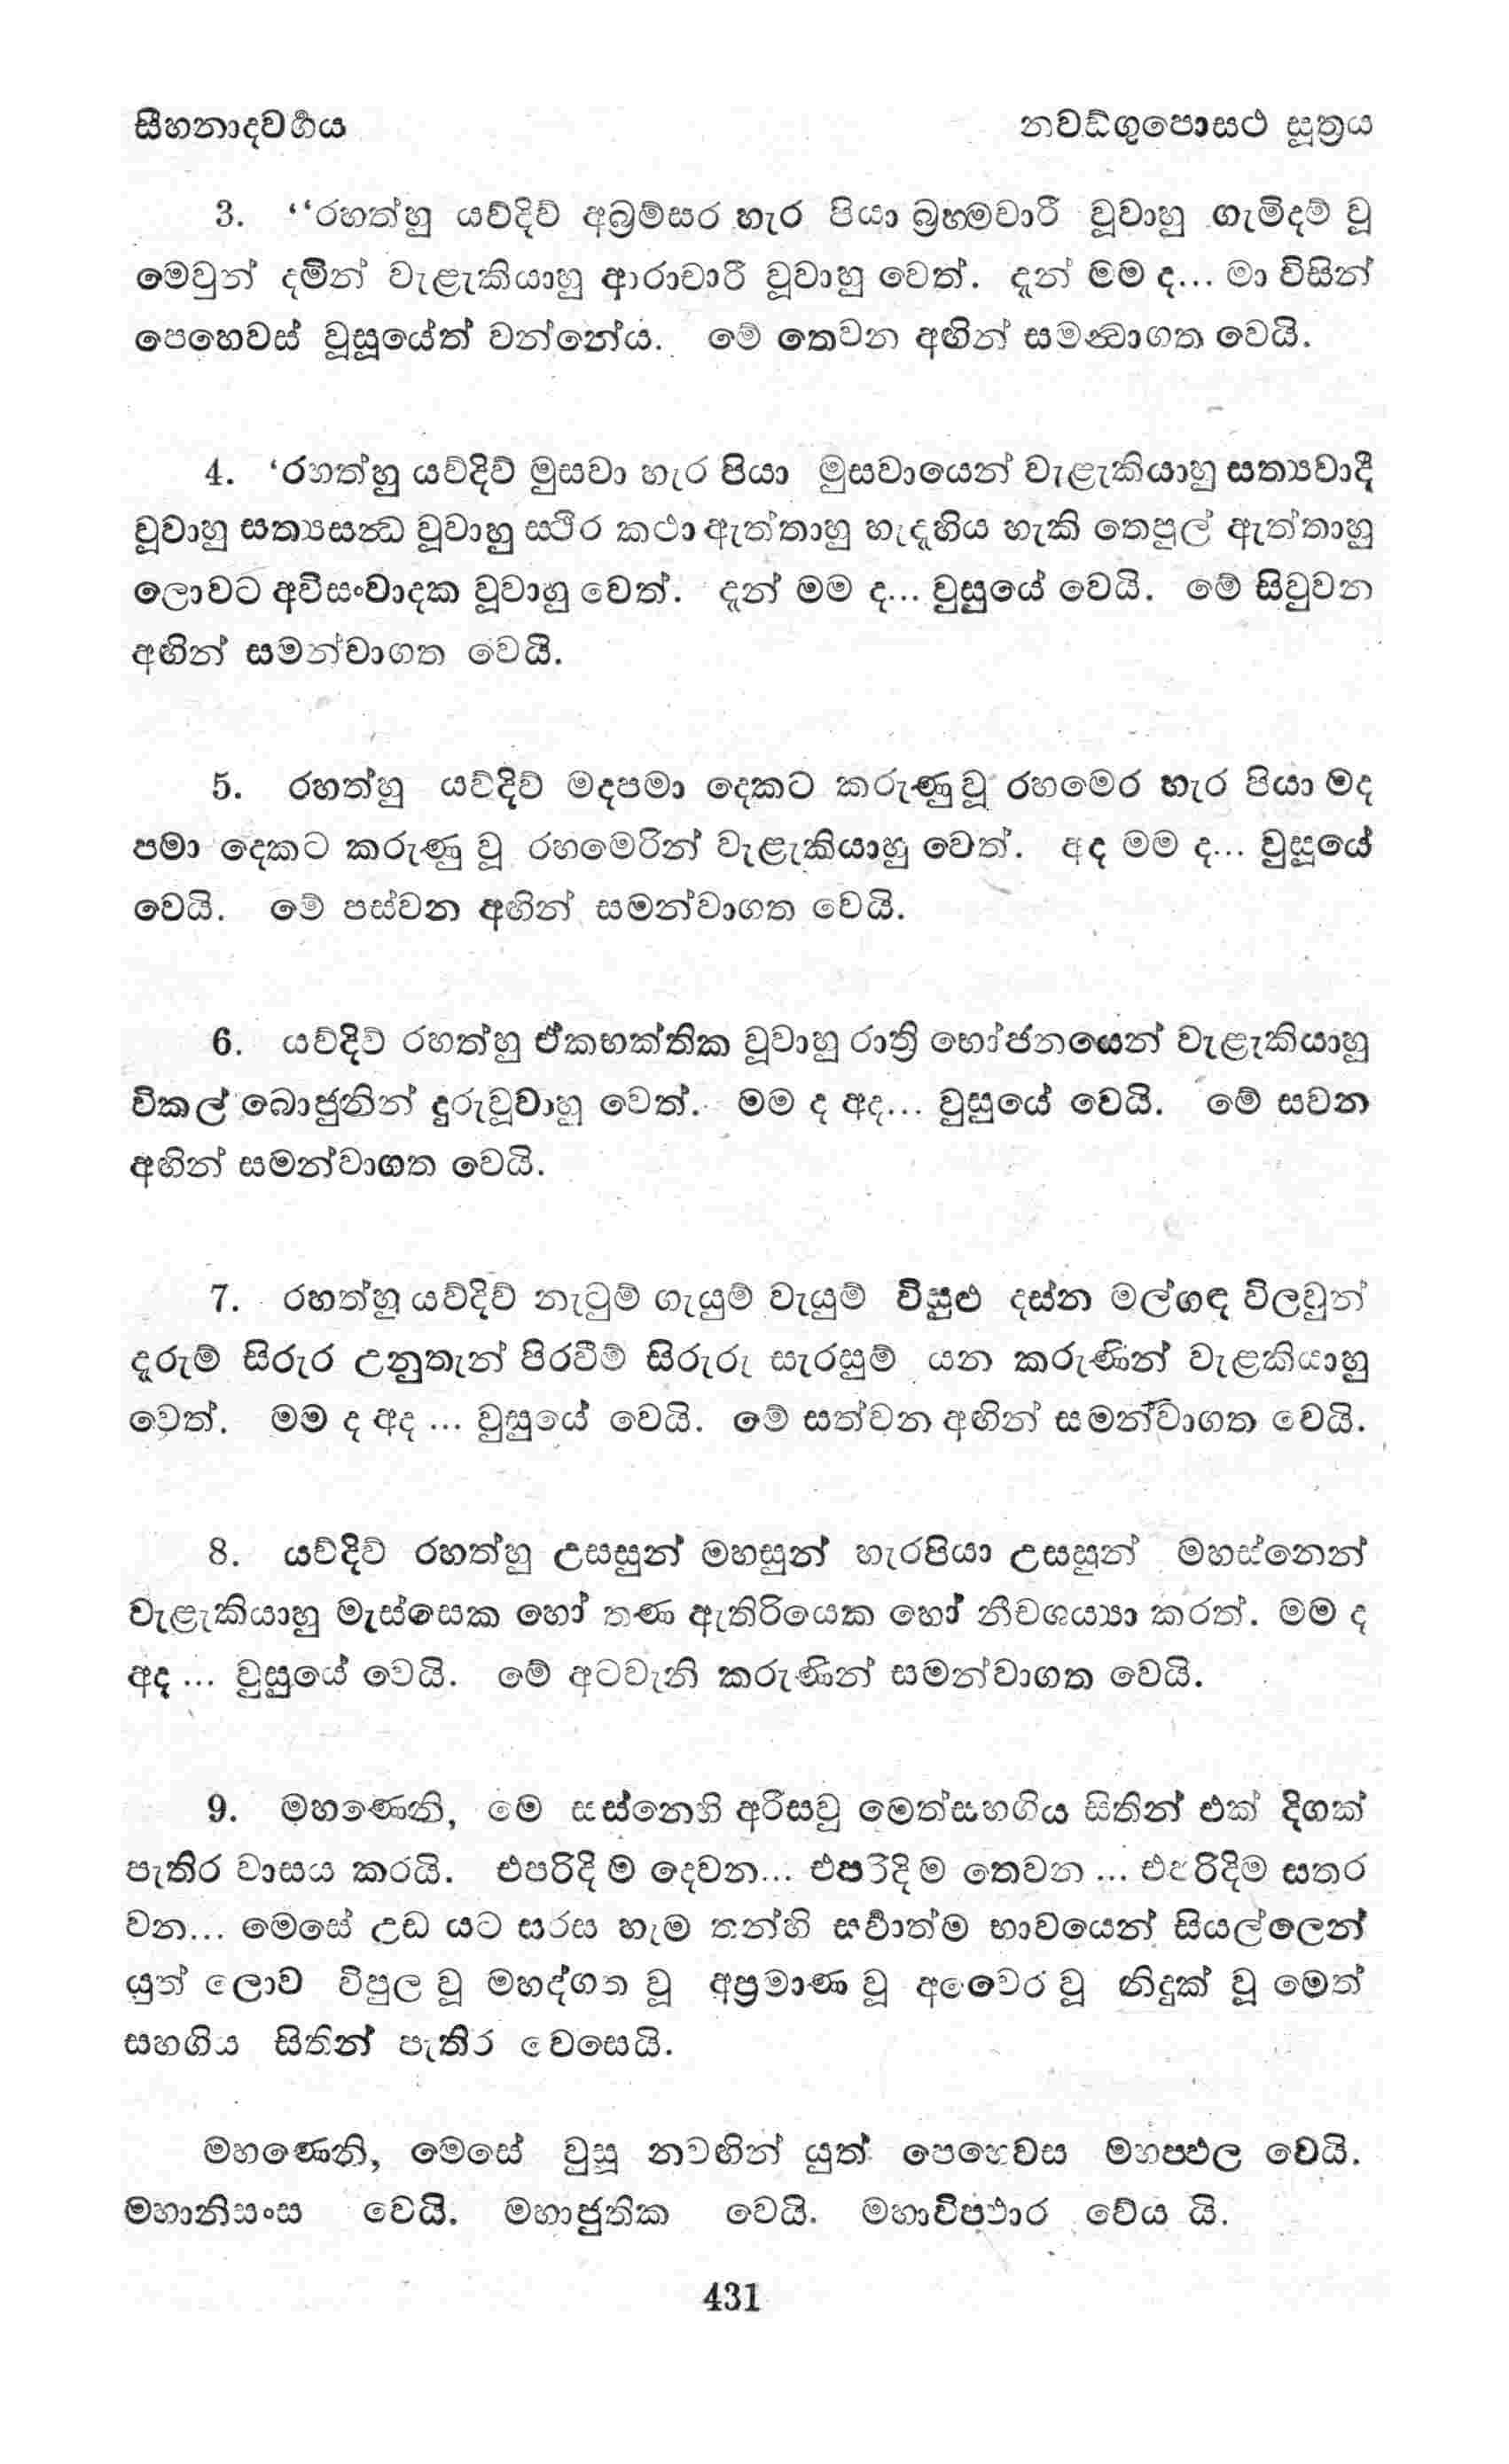 සීහනාදවර්‍ගය
නවඞ්ගුපොසථ සූත්‍රය
3. ‘‘රහත්හු යව්දිව් අබ්‍රම්සර හැර පියා බ්‍රහ්මචාරී වූවාහු ගැමිදම් වූ
මෙවුන් දමින් වැළැකියාහු ආරාචාරී වූවාහු වෙත්. දැන් මම ද... මා විසින්
පෙහෙවස් වූසූයේත් වන්නේය. මේ තෙවන අඟින් සමන්‍වාගත වෙයි.
4. ‘රහත්හු යව්දිව් මුසවා හැර පියා මුසවායෙන් වැළැකියාහු සත්‍යවාදී
වූවාහු සත්‍යසන්‍ධ වූවාහු ස්ථිර කථා ඇත්තාහු හැදැහිය හැකි තෙපුල් ඇත්තාහු
ලොවට අවිසංවාදක වූවාහු වෙත්. දැන් මම ද... වුසූයේ වෙයි. මේ සිවුවන
අඟින් සමන්වාගත වෙයි.
5. රහත්හු යව්දිව් මදපමා දෙකට කරුණුවූ රහමෙර හැර පියා මද
පමා දෙකට කරුණු වූ රහමෙරින් වැළැකියාහු වෙත්. අද මම ද... වුසූයේ
වෙයි. මේ පස්වන අඟින් සමන්වාගත වෙයි.
6. යව්දිව් රහත්හු ඒකභක්තික වූවාහු රාත්‍රි භෝජනයෙන් වැළැකියාහු
විකල් බොජුනින් දුරුවූවාහු වෙත්. මම ද අද... වුසුයේ වෙයි. මේ සවන
අඟින් සමන්වාගත වෙයි.
7. රහත්හු යව්දිව් නැටුම් ගැයුම් වැයුම් විසුළු දස්න මල්ගඳ විලවුන්
දැරුම් සිරුර උනුතැන් පිරවීම් සිරුරු සැරසුම් යන කරුණින් වැළකියාහු
වෙත්. මම ද අද ... වුසුයේ වෙයි. මේ සත්වන අඟින් සමන්වාගත වෙයි.
8. යව්දිව් රහත්හු උසසුන් මහසුන් හැරපියා උසසුන් මහස්නෙන්
වැළැකියාහු මැස්සෙක හෝ තණ ඇතිරියෙක හෝ නීචශය්‍යා කරත්. මම ද
අද ... වුසුයේ වෙයි. මේ අටවැනි කරුණින් සමන්වාගත වෙයි.
9. මහණෙනි, මෙ සස්නෙහි අරිසවූ මෙත්සහගිය සිතින් එක් දිගක්
පැතිර වාසය කරයි. එපරිදි ම දෙවන... එපරිදි ම තෙවන ... එපරිදිම සතර
වන... මෙසේ උඩ යට සරස හැම තන්හි සර්‍වාත්ම භාවයෙන් සියල්ලෙන්
යුත් ලොව විපුල වූ මහද්ගත වූ අප්‍රමාණ වූ අවෛර වූ නිදුක් වූ මෙත්
සහගිය සිතින් පැතිර වෙසෙයි.
මහණෙනි, මෙසේ වුසූ නවඟින් යුත් පෙහෙවස මහප්ඵල වෙයි.
මහානිසංස වෙයි. මහාජුතික වෙයි. මහාවිප්ඵාර වේය යි.
431